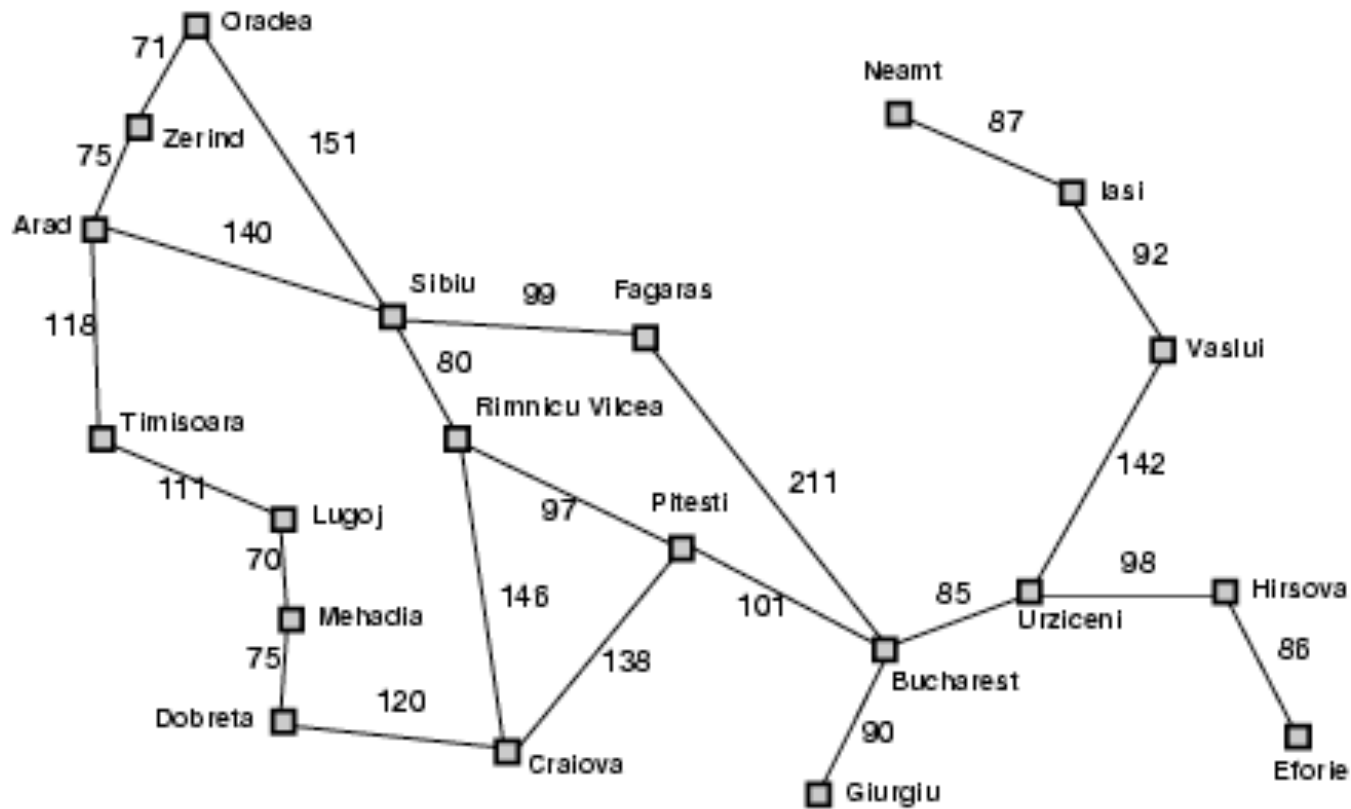 Oradea
71
Neamt
87
Zerind
151
75
Iasi
Arad
140
92
Sibiu
99
Fagaras
118
80
Vaslui
Timisoara
Rimnicu Vilcea
142
111
Lugoj
97
Pitesti
211
70
98
146
101
85
Hirsova
Mehadia
Urziceni
75
138
86
Bucharest
120
Dobreta
90
Craiova
Eforie
Giurgiu